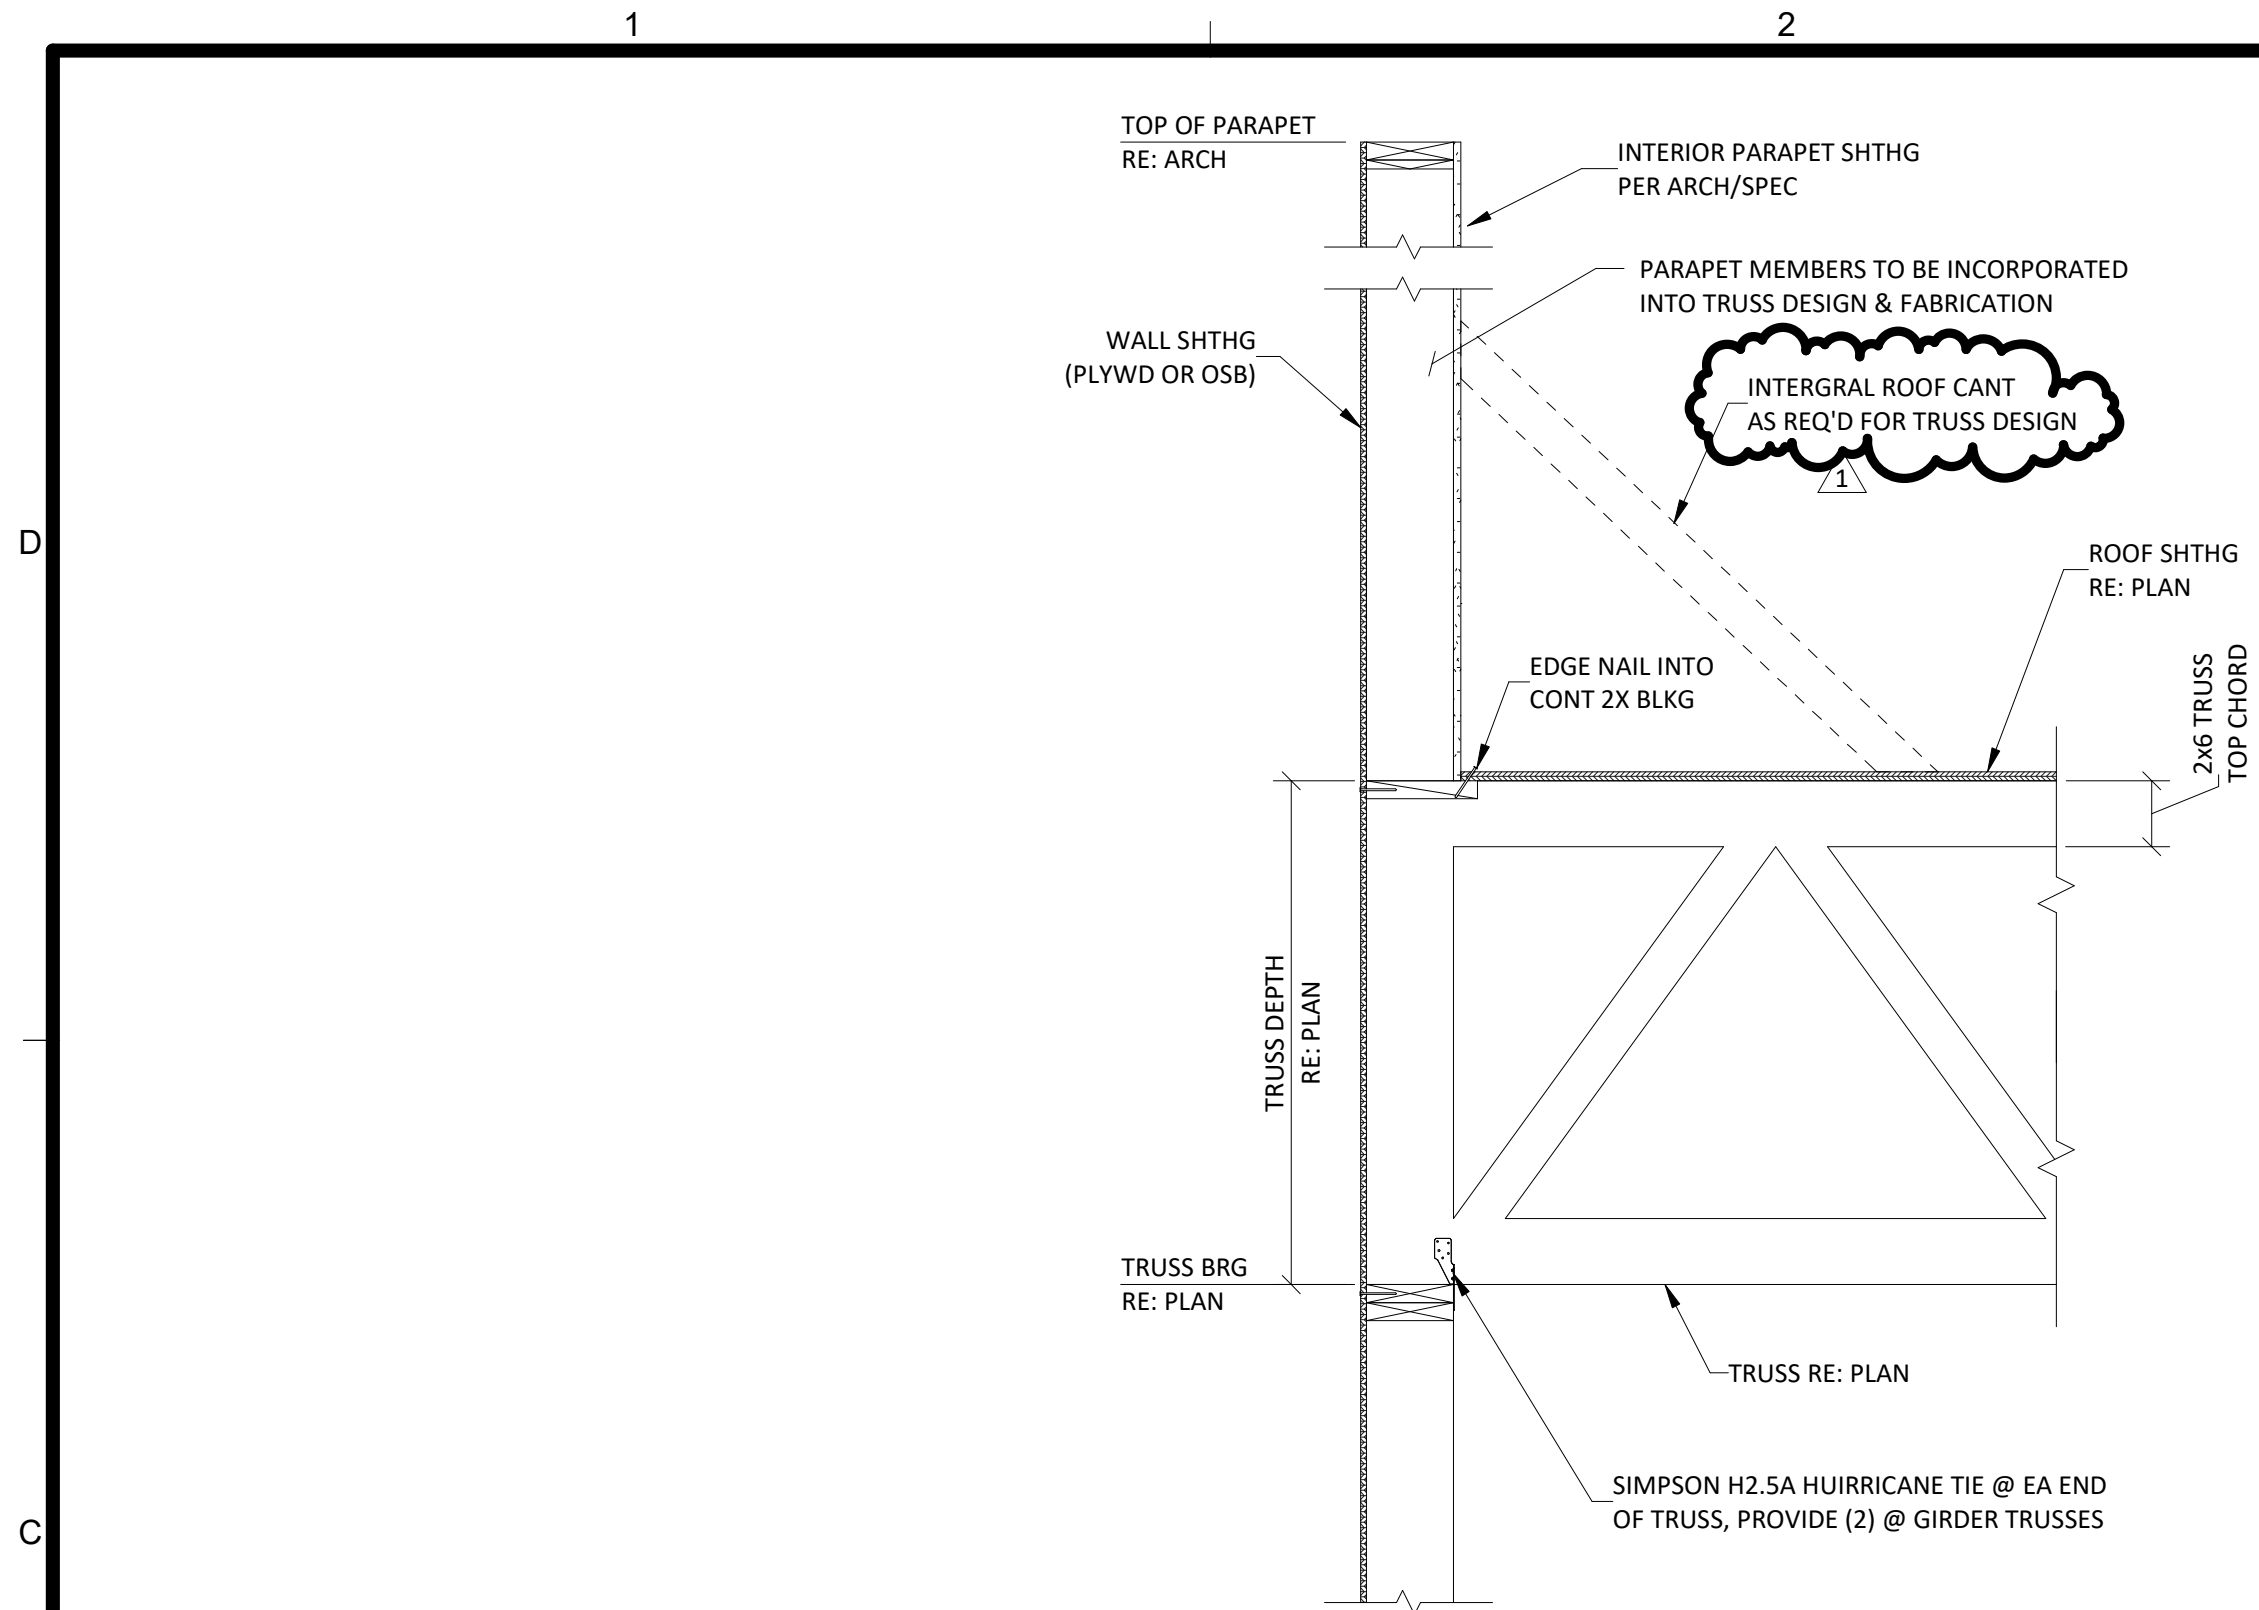 1
2
TOP OF PARAPET
RE: ARCH
INTERIOR PARAPET SHTHG
PER ARCH/SPEC
PARAPET MEMBERS TO BE INCORPORATED
INTO TRUSS DESIGN & FABRICATION
WALL SHTHG
(PLYWD OR OSB)
INTERGRAL ROOF CANT
AS REQ'D FOR TRUSS DESIGN
1
D
ROOF SHTHG
RE: PLAN
EDGE NAIL INTO
CONT 2X BLKG
2x6 TRUSS
TOP CHORD
TRUSS DEPTH
RE: PLAN
TRUSS BRG
RE: PLAN
TRUSS RE: PLAN
SIMPSON H2.5A HUIRRICANE TIE @ EA END
OF TRUSS, PROVIDE (2) @ GIRDER TRUSSES
C